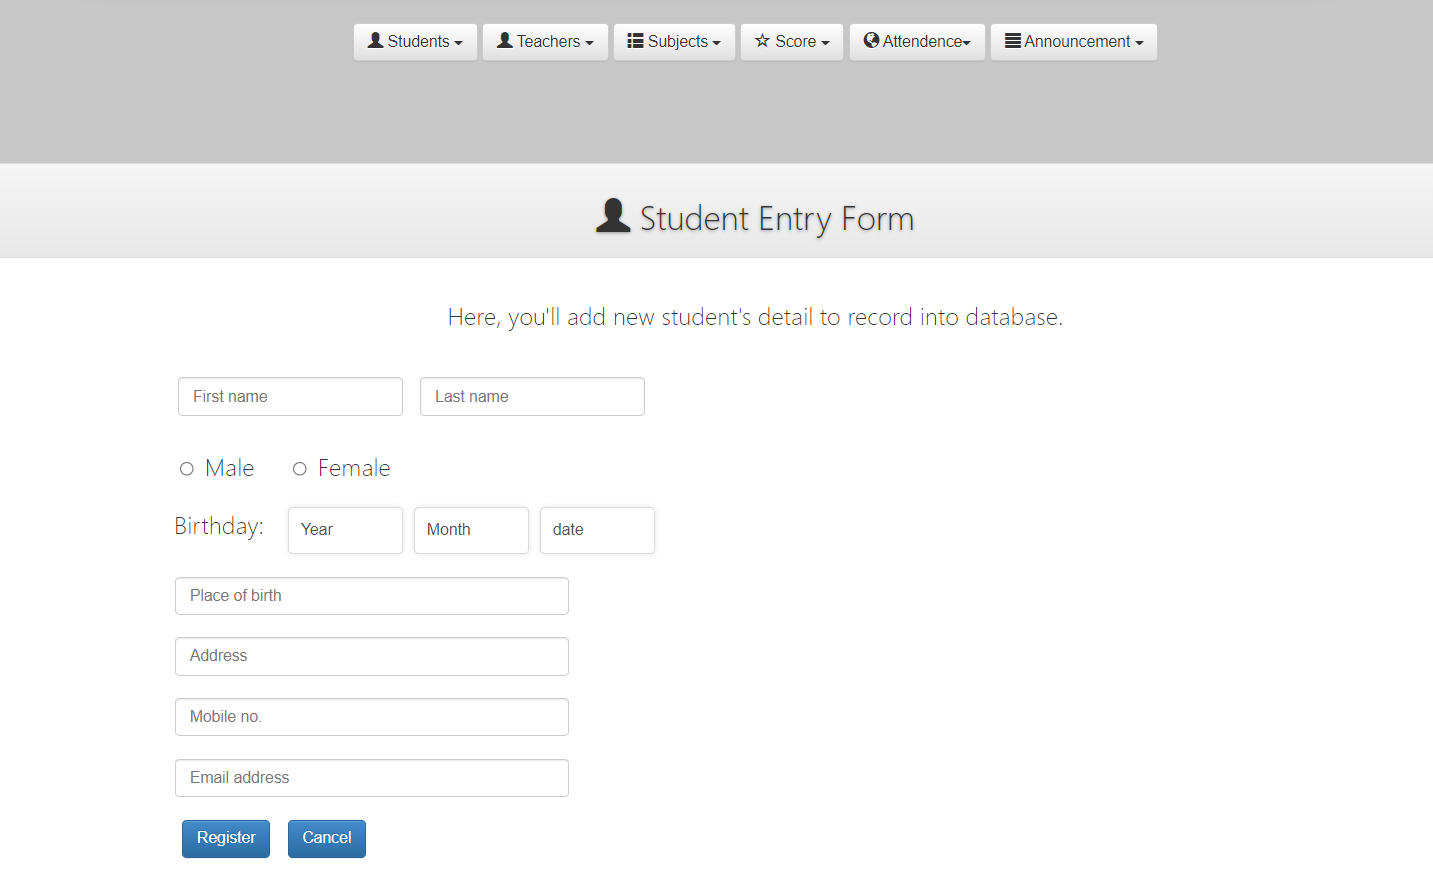 Students Teachers Subjects Score Attendence Announcement
Student Entry Form
Here, you'll add new student's detail to record into database.
First name Last name
Male Female
Birthday: Year Month date
Place of birth
Address
Mobile no.
Email address
Register Cancel